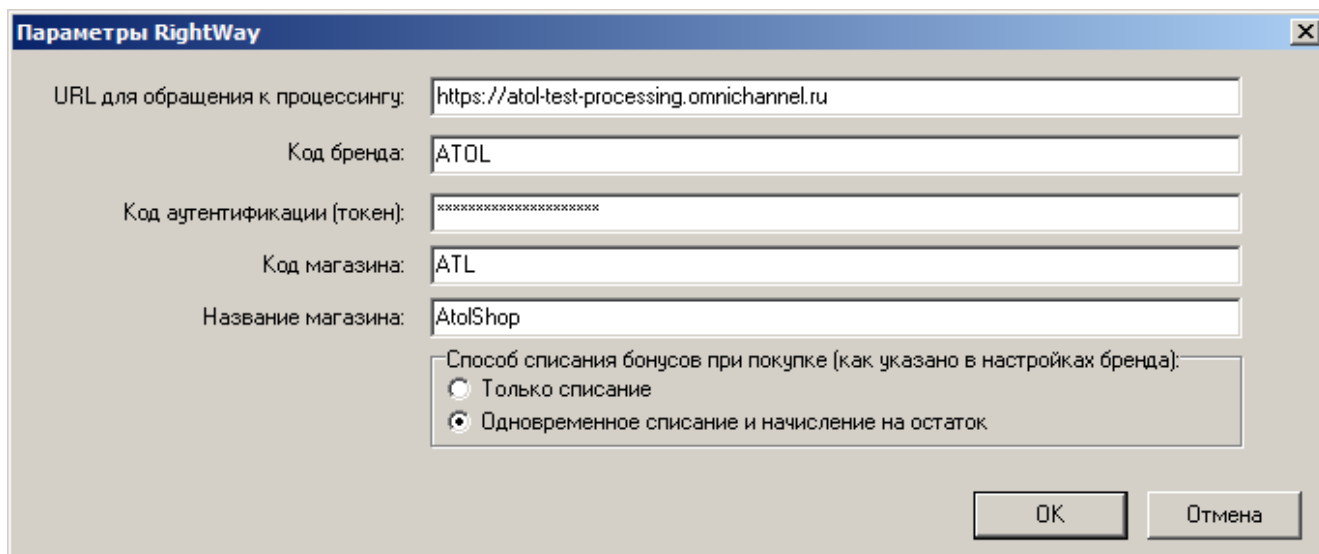 Параметры RightWay
URL для обращения к процессингу: https://atol-test-processing.omnichannel.ru
Код бренда: ATOL
Код аутентификации (токен): *********************
Код магазина: ATL
Название магазина: AtolShop
Способ списания бонусов при покупке (как указано в настройках бренда):
Только списание
Одновременное списание и начисление на остаток
OK Отмена